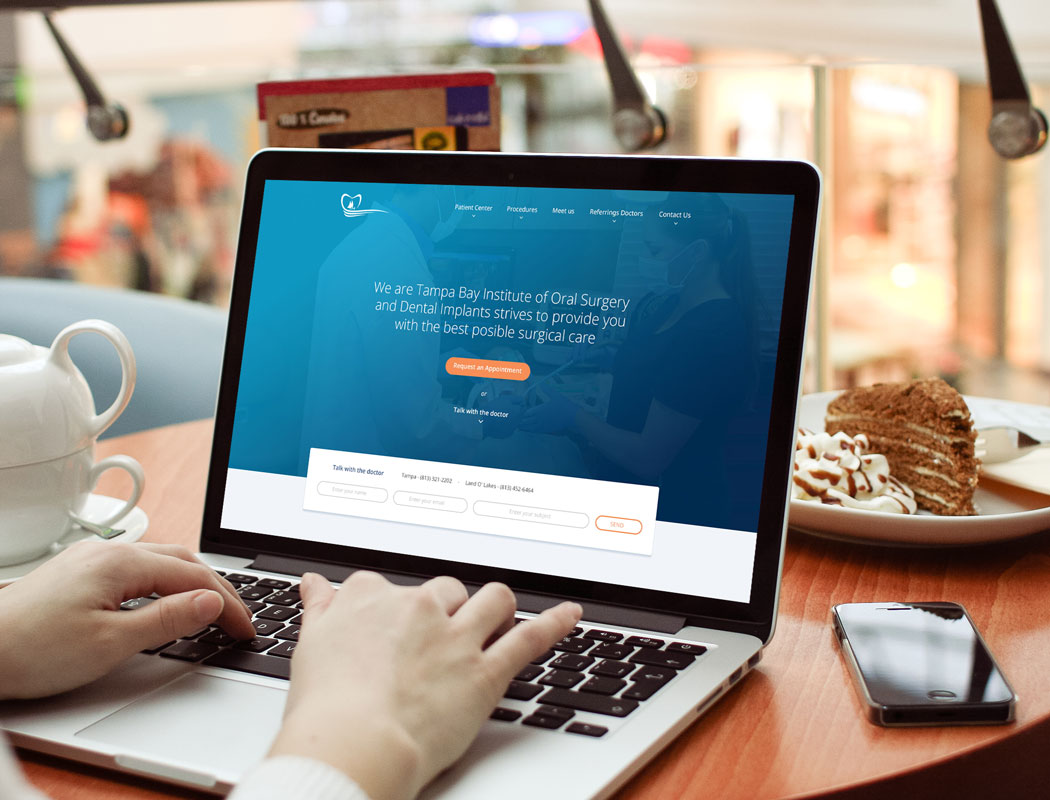 Patient Center Procedures Meet us Referrings Doctors Contact Us
We are Tampa Bay Institute of Oral Surgery
and Dental Implants strives to provide you
with the best posible surgical care
Request an Appointment
or
Talk with the doctor
Talk with the doctor Tampa - (813) 321-2202 - Land O' Lakes - (813) 452-6464
Enter your name Enter your email Enter your subject SEND